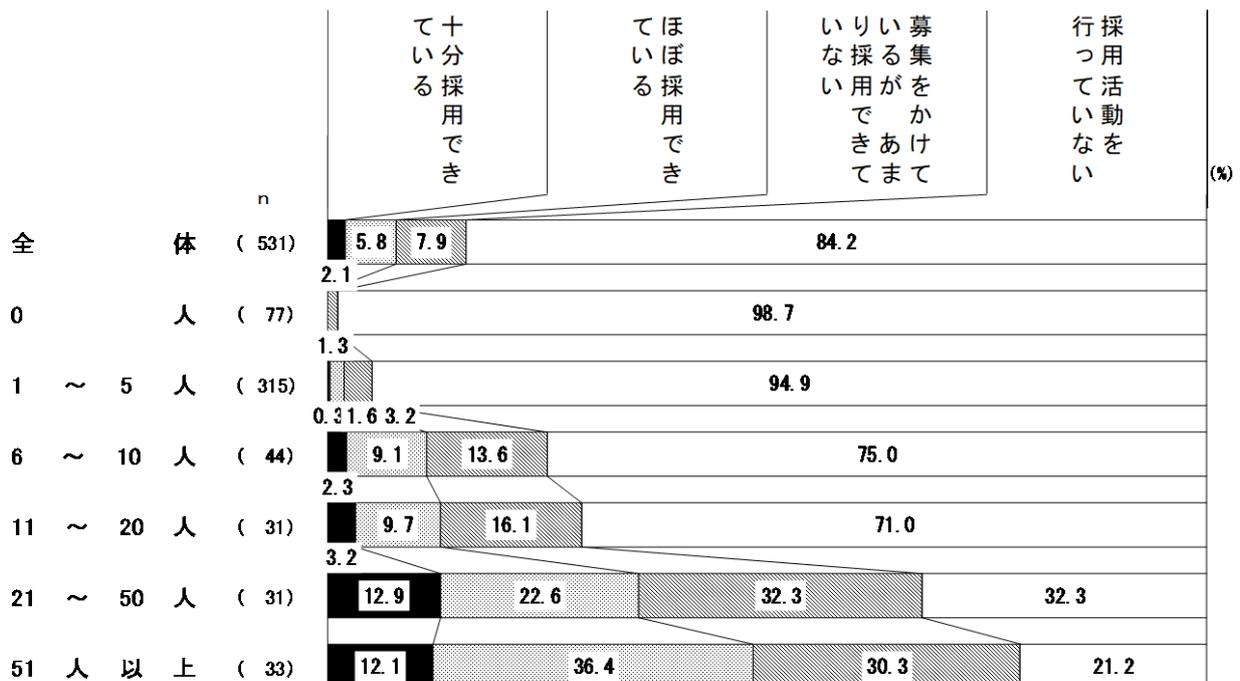 十分採用でき
ている
ほぼ採用でき
ている
募集をかけて
いるが あま
り採用できて
いない
採用活動を
行っていない
(%)
n
全 体 ( 531) 5.8 7.9 84.2
2.1
0 人 ( 77) 98.7
1.3
1 ～ 5 人 ( 315) 94.9
0.3 1.6 3.2
6 ～ 10 人 ( 44) 9.1 13.6 75.0
2.3
11 ～ 20 人 ( 31) 9.7 16.1 71.0
3.2
21 ～ 50 人 ( 31) 12.9 22.6 32.3 32.3
51 人 以 上 ( 33) 12.1 36.4 30.3 21.2